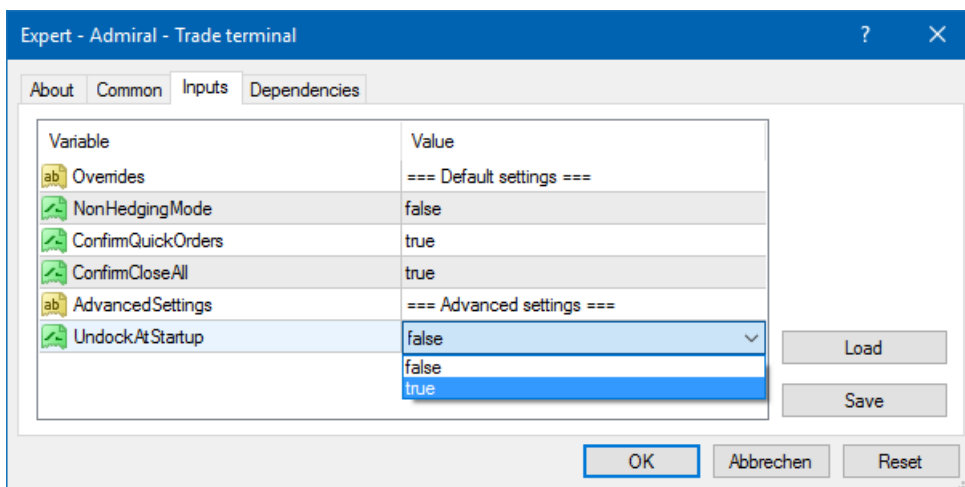 Expert - Admiral - Trade terminal ?
About Common Inputs Dependencies
Variable Value
ab Overrides === Default settings ===
NonHedgingMode false
ConfirmQuickOrders true
ConfirmCloseAll true
ab AdvancedSettings === Advanced settings ===
UndockAtStartup false
false
true
Load
Save
OK Abbrechen Reset